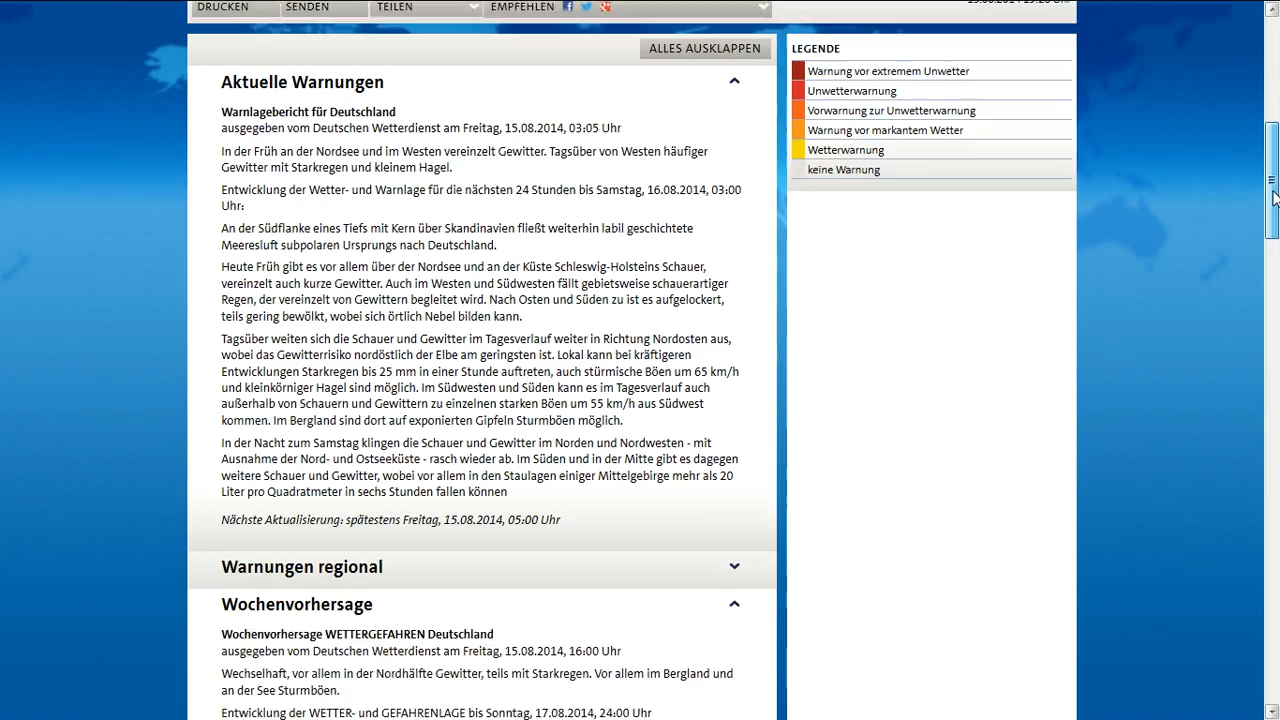 DRUCKEN SENDEN TEILEN EMPFEHLEN
ALLES AUSKLAPPEN
Aktuelle Warnungen
Warnlagebericht für Deutschland
ausgegeben vom Deutschen Wetterdienst am Freitag, 15.08.2014, 03:05 Uhr
In der Früh an der Nordsee und im Westen vereinzelt Gewitter. Tagsüber von Westen häufiger
Gewitter mit Starkregen und kleinem Hagel.
Entwicklung der Wetter- und Warnlage für die nächsten 24 Stunden bis Samstag, 16.08.2014, 03:00
Uhr:
An der Südflanke eines Tiefs mit Kern über Skandinavien fließt weiterhin labil geschichtete
Meeresluft subpolaren Ursprungs nach Deutschland.
Heute Früh gibt es vor allem über der Nordsee und an der Küste Schleswig-Holsteins Schauer,
vereinzelt auch kurze Gewitter. Auch im Westen und Südwesten fällt gebietsweise schauerartiger
Regen, der vereinzelt von Gewittern begleitet wird. Nach Osten und Süden zu ist es aufgelockert,
teils gering bewölkt, wobei sich örtlich Nebel bilden kann.
Tagsüber weiten sich die Schauer und Gewitter im Tagesverlauf weiter in Richtung Nordosten aus,
wobei das Gewitterrisiko nordöstlich der Elbe am geringsten ist. Lokal kann bei kräftigeren
Entwicklungen Starkregen bis 25 mm in einer Stunde auftreten, auch stürmische Böen um 65 km/h
und kleinkörniger Hagel sind möglich. Im Südwesten und Süden kann es im Tagesverlauf auch
außerhalb von Schauern und Gewittern zu einzelnen starken Böen um 55 km/h aus Südwest
kommen. Im Bergland sind dort auf exponierten Gipfeln Sturmböen möglich.
In der Nacht zum Samstag klingen die Schauer und Gewitter im Norden und Nordwesten - mit
Ausnahme der Nord- und Ostseeküste - rasch wieder ab. Im Süden und in der Mitte gibt es dagegen
weitere Schauer und Gewitter, wobei vor allem in den Staulagen einiger Mittelgebirge mehr als 20
Liter pro Quadratmeter in sechs Stunden fallen können
Nächste Aktualisierung: spätestens Freitag, 15.08.2014, 05:00 Uhr
Warnungen regional
Wochenvorhersage
Wochenvorhersage WETTERGEFAHREN Deutschland
ausgegeben vom Deutschen Wetterdienst am Freitag, 15.08.2014, 16:00 Uhr
Wechselhaft, vor allem in der Nordhälfte Gewitter, teils mit Starkregen. Vor allem im Bergland und
an der See Sturmböen.
Entwicklung der WETTER- und GEFAHRENLAGE bis Sonntag, 17.08.2014, 24:00 Uhr
LEGENDE
Warnung vor extremem Unwetter
Unwetterwarnung
Vorwarnung zur Unwetterwarnung
Warnung vor markantem Wetter
Wetterwarnung
keine Warnung